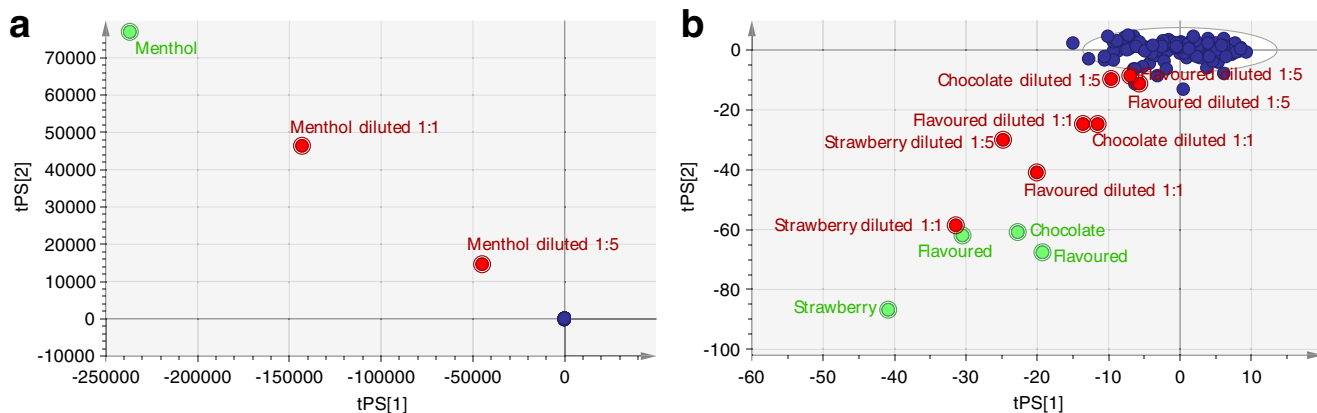 a
Menthol
Menthol diluted 1:1
Menthol diluted 1:5
70000
60000
50000
40000
30000
20000
10000
0
-10000
tPS[2]
-250000 -200000 -150000 -100000 -50000 0
tPS[1]
b
Chocolate diluted 1:5
Flavoured diluted 1:5
Flavoured diluted 1:5
Flavoured diluted 1:1
Chocolate diluted 1:1
Strawberry diluted 1:5
Flavoured diluted 1:1
Strawberry diluted 1:1
Chocolate
Flavoured
Flavoured
Strawberry
0
-20
-40
-60
-80
-100
tPS[2]
-60 -50 -40 -30 -20 -10 0 10
tPS[1]